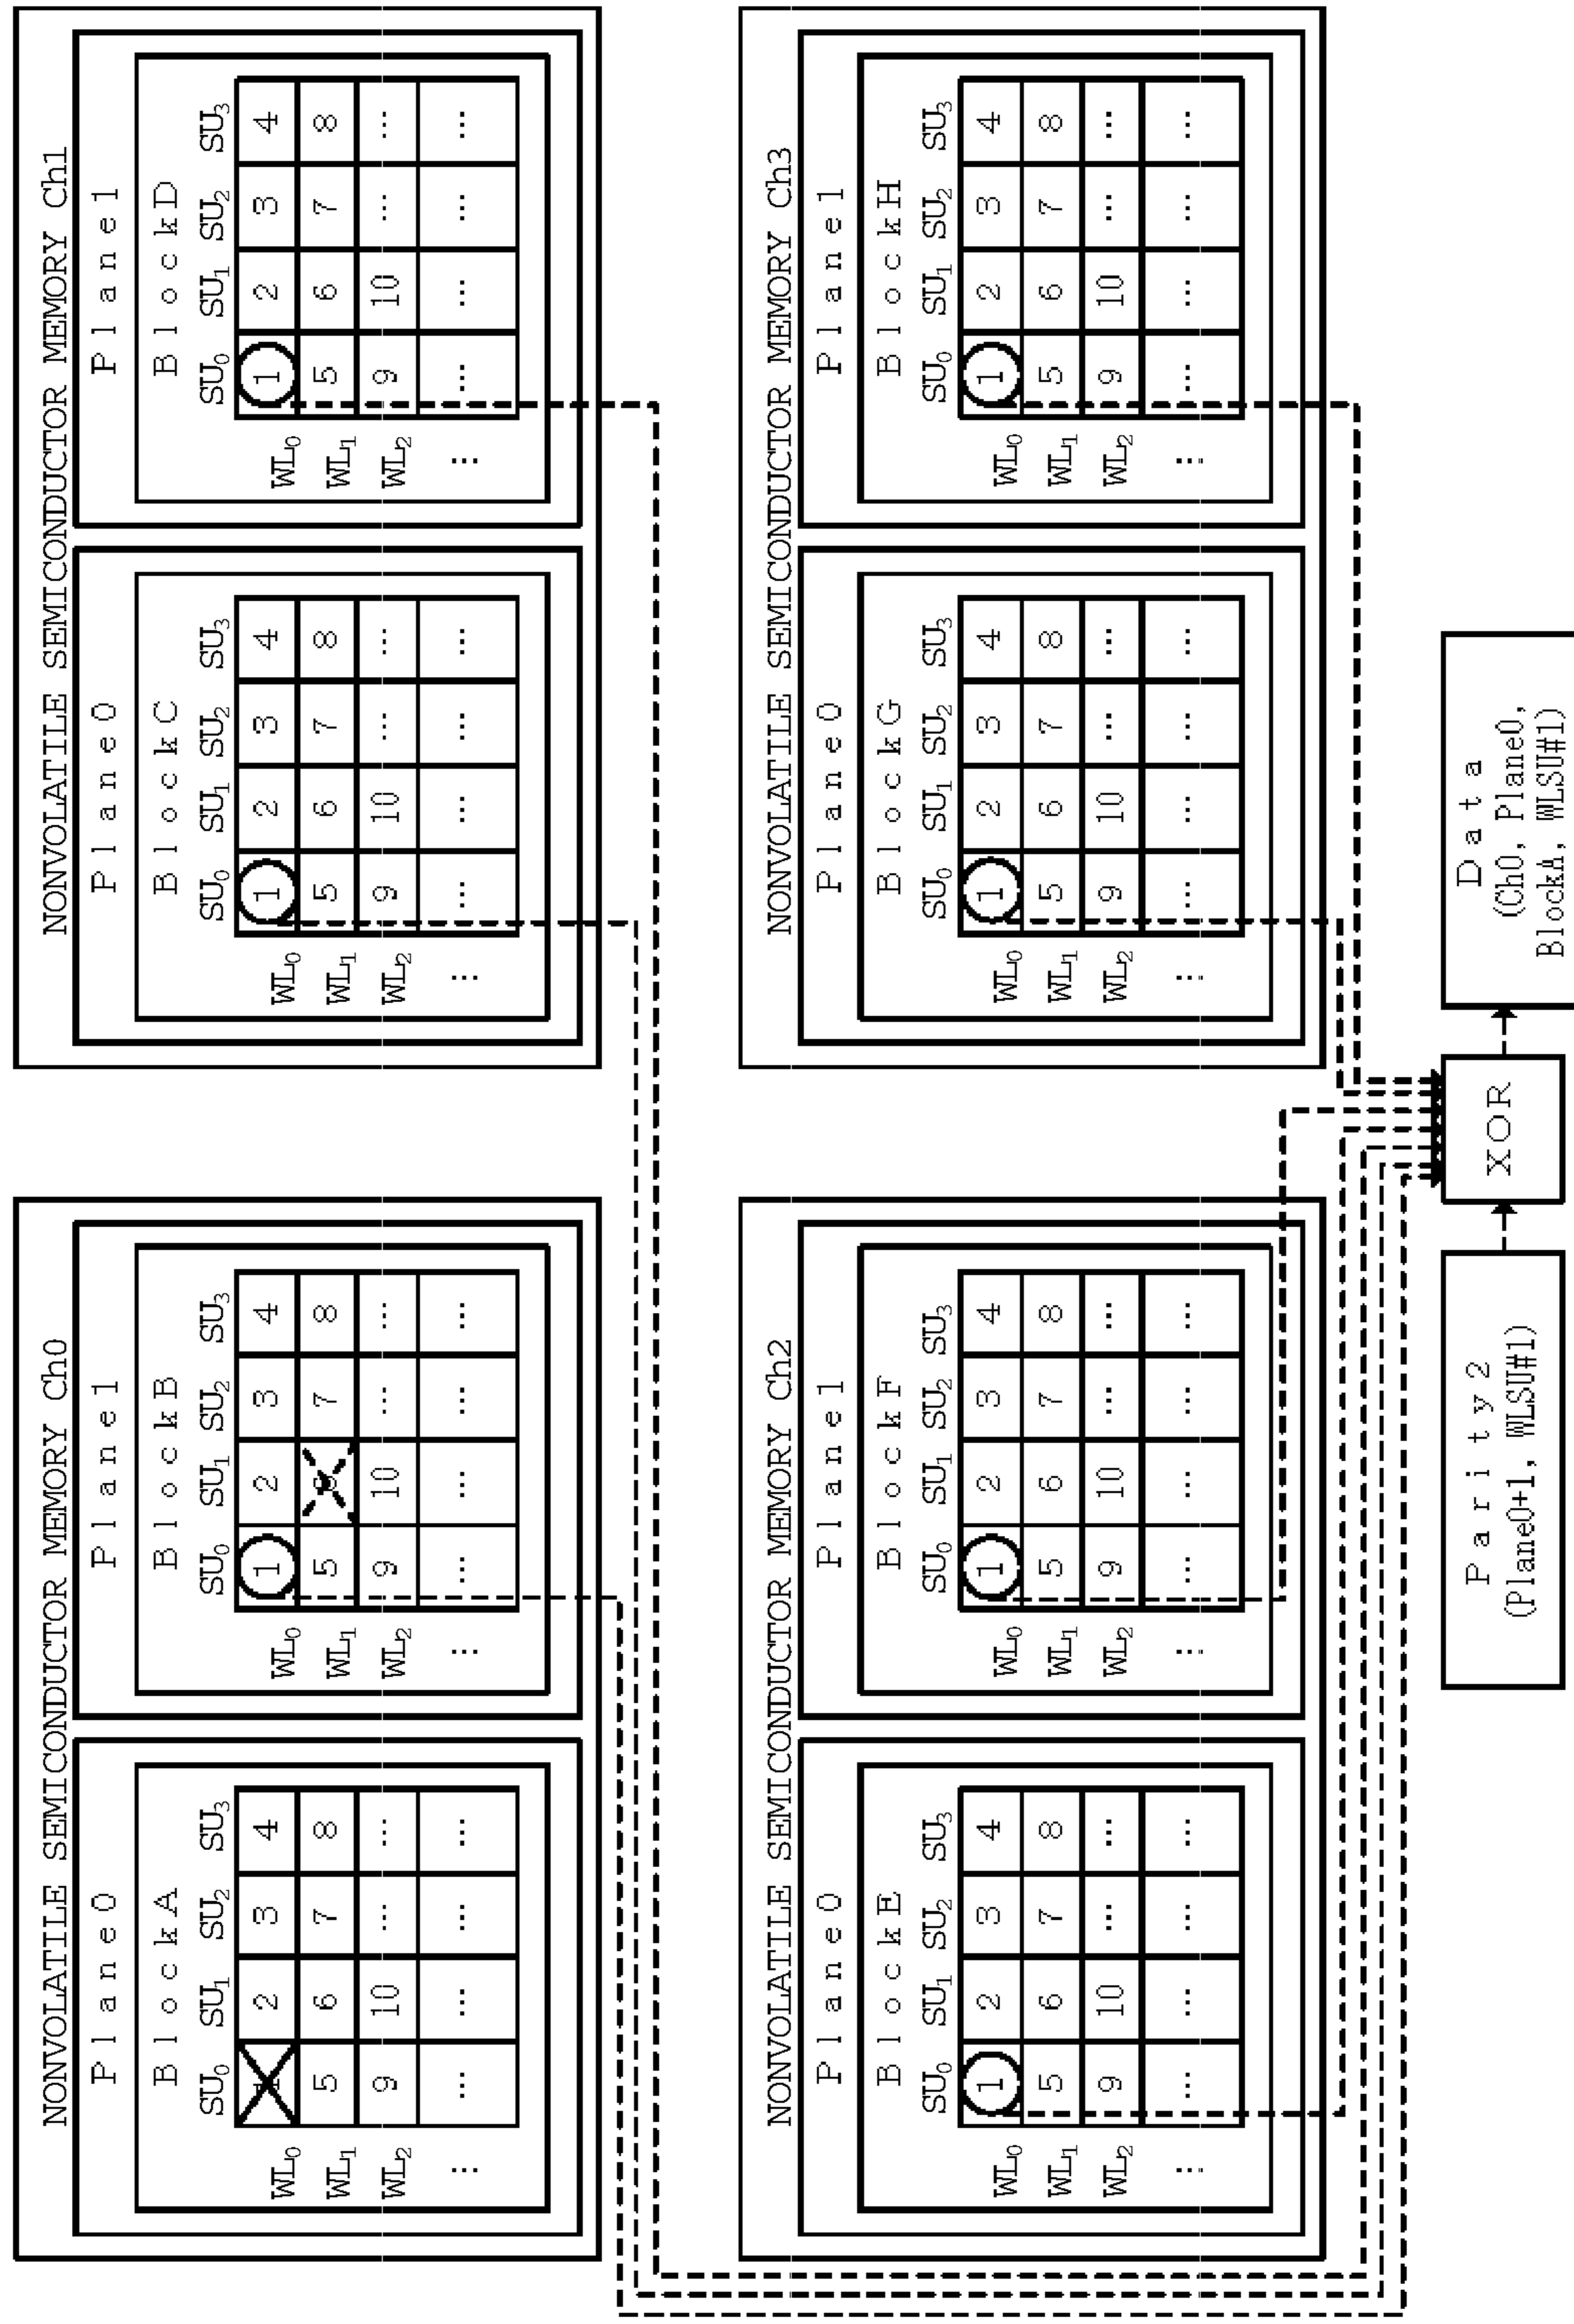 NONVOLATILE SEMICONDUCTOR MEMORY Ch0
Plane0
BlockA
SU0 SU1 SU2 SU3
WL0 2 3 4
WL1 5 6 7 8
WL2 9 10 ... ...
... ... ... ... ...
Plane1
BlockB
SU0 SU1 SU2 SU3
WL0 1 2 3 4
WL1 5 7 8
WL2 9 10 ... ...
... ... ... ... ...
NONVOLATILE SEMICONDUCTOR MEMORY Ch1
Plane0
BlockC
SU0 SU1 SU2 SU3
WL0 1 2 3 4
WL1 5 6 7 8
WL2 9 10 ... ...
... ... ... ... ...
Plane1
BlockD
SU0 SU1 SU2 SU3
WL0 1 2 3 4
WL1 5 6 7 8
WL2 9 10 ... ...
... ... ... ... ...
NONVOLATILE SEMICONDUCTOR MEMORY Ch2
Plane0
BlockE
SU0 SU1 SU2 SU3
WL0 1 2 3 4
WL1 5 6 7 8
WL2 9 10 ... ...
... ... ... ... ...
Plane1
BlockF
SU0 SU1 SU2 SU3
WL0 1 2 3 4
WL1 5 6 7 8
WL2 9 10 ... ...
... ... ... ... ...
NONVOLATILE SEMICONDUCTOR MEMORY Ch3
Plane0
BlockG
SU0 SU1 SU2 SU3
WL0 1 2 3 4
WL1 5 6 7 8
WL2 9 10 ... ...
... ... ... ... ...
Plane1
BlockH
SU0 SU1 SU2 SU3
WL0 1 2 3 4
WL1 5 6 7 8
WL2 9 10 ... ...
... ... ... ... ...
Parity2
(Plane0+1, WLSU#1)
XOR
Data
(Ch0, Plane0,
BlockA, WLSU#1)